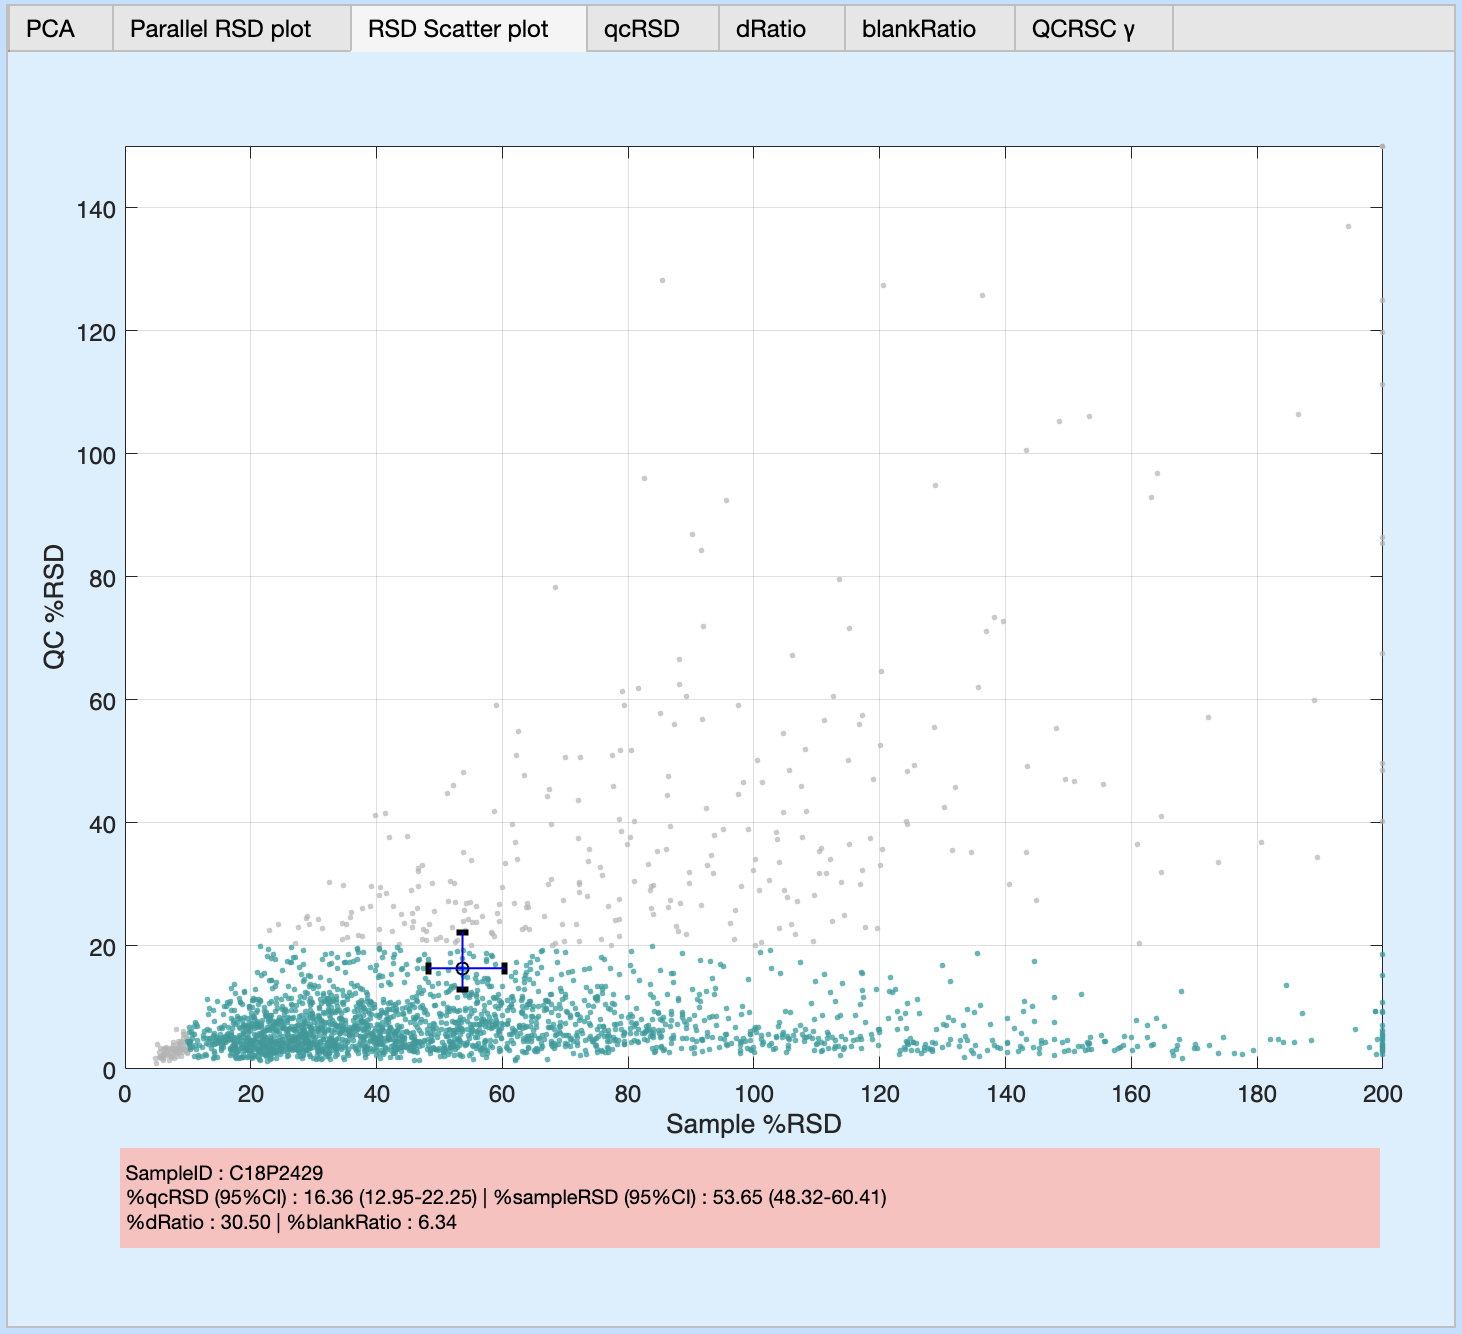 PCA Parallel RSD plot RSD Scatter plot qcRSD dRatio blankRatio QCRSC γ
140
120
100
80
60
40
20
0
QC %RSD
0 20 40 60 80 100 120 140 160 180 200
Sample %RSD
SampleID : C18P2429
%qcRSD (95%CI) : 16.36 (12.95-22.25) | %sampleRSD (95%CI) : 53.65 (48.32-60.41)
%dRatio : 30.50 | %blankRatio : 6.34